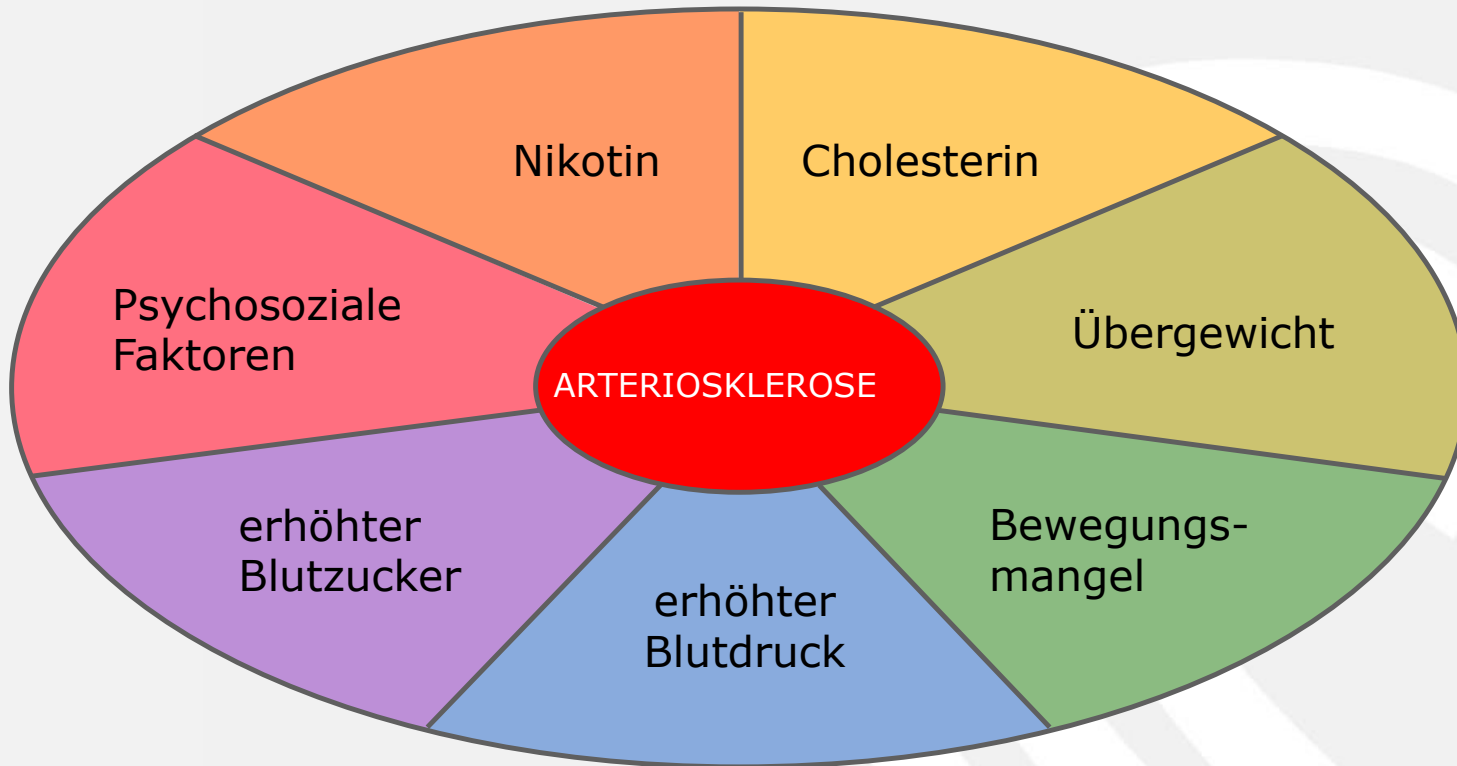 Nikotin
Cholesterin
Psychosoziale
Faktoren
Übergewicht
ARTERIOSKLEROSE
erhöhter
Blutzucker
Bewegungs-
mangel
erhöhter
Blutdruck